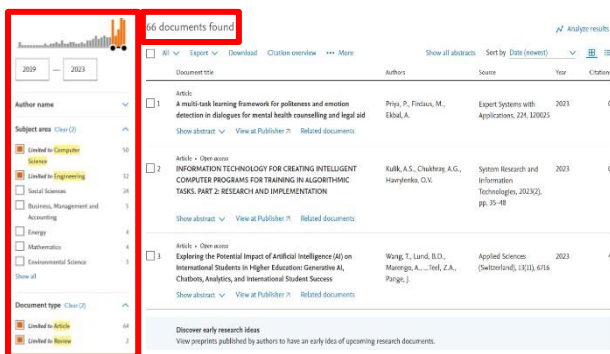 66 documents found
Analyze results
All Export Download Citation overview ••• More Show all abstracts Sort by Date (newest)
2019 — 2023
Document title Authors Source Year Citations
Author name
Subject area Clear (2)
Limited to Computer Science 50
Limited to Engineering 32
Social Sciences 24
Business, Management and Accounting 5
Energy 4
Mathematics 4
Environmental Science 3
Show all
Document type Clear (2)
Limited to Article 64
Limited to Review 2
Article
1 A multi-task learning framework for politeness and emotion detection in dialogues for mental health counselling and legal aid
Priya, P., Firdaus, M., Ekbal, A.
Expert Systems with Applications, 224, 120025
2023
0
Show abstract View at Publisher Related documents
Article • Open access
2 INFORMATION TECHNOLOGY FOR CREATING INTELLIGENT COMPUTER PROGRAMS FOR TRAINING IN ALGORITHMIC TASKS. PART 2: RESEARCH AND IMPLEMENTATION
Kulik, A.S., Chukhray, A.G., Havrylenko, O.V.
System Research and Information Technologies, 2023(2), pp. 35–48
2023
0
Show abstract View at Publisher Related documents
Article • Open access
3 Exploring the Potential Impact of Artificial Intelligence (AI) on International Students in Higher Education: Generative AI, Chatbots, Analytics, and International Student Success
Wang, T., Lund, B.D., Marengo, A., ...Teel, Z.A., Pange, J.
Applied Sciences (Switzerland), 13(11), 6716
2023
Show abstract View at Publisher Related documents
Discover early research ideas
View preprints published by authors to have an early idea of upcoming research documents.